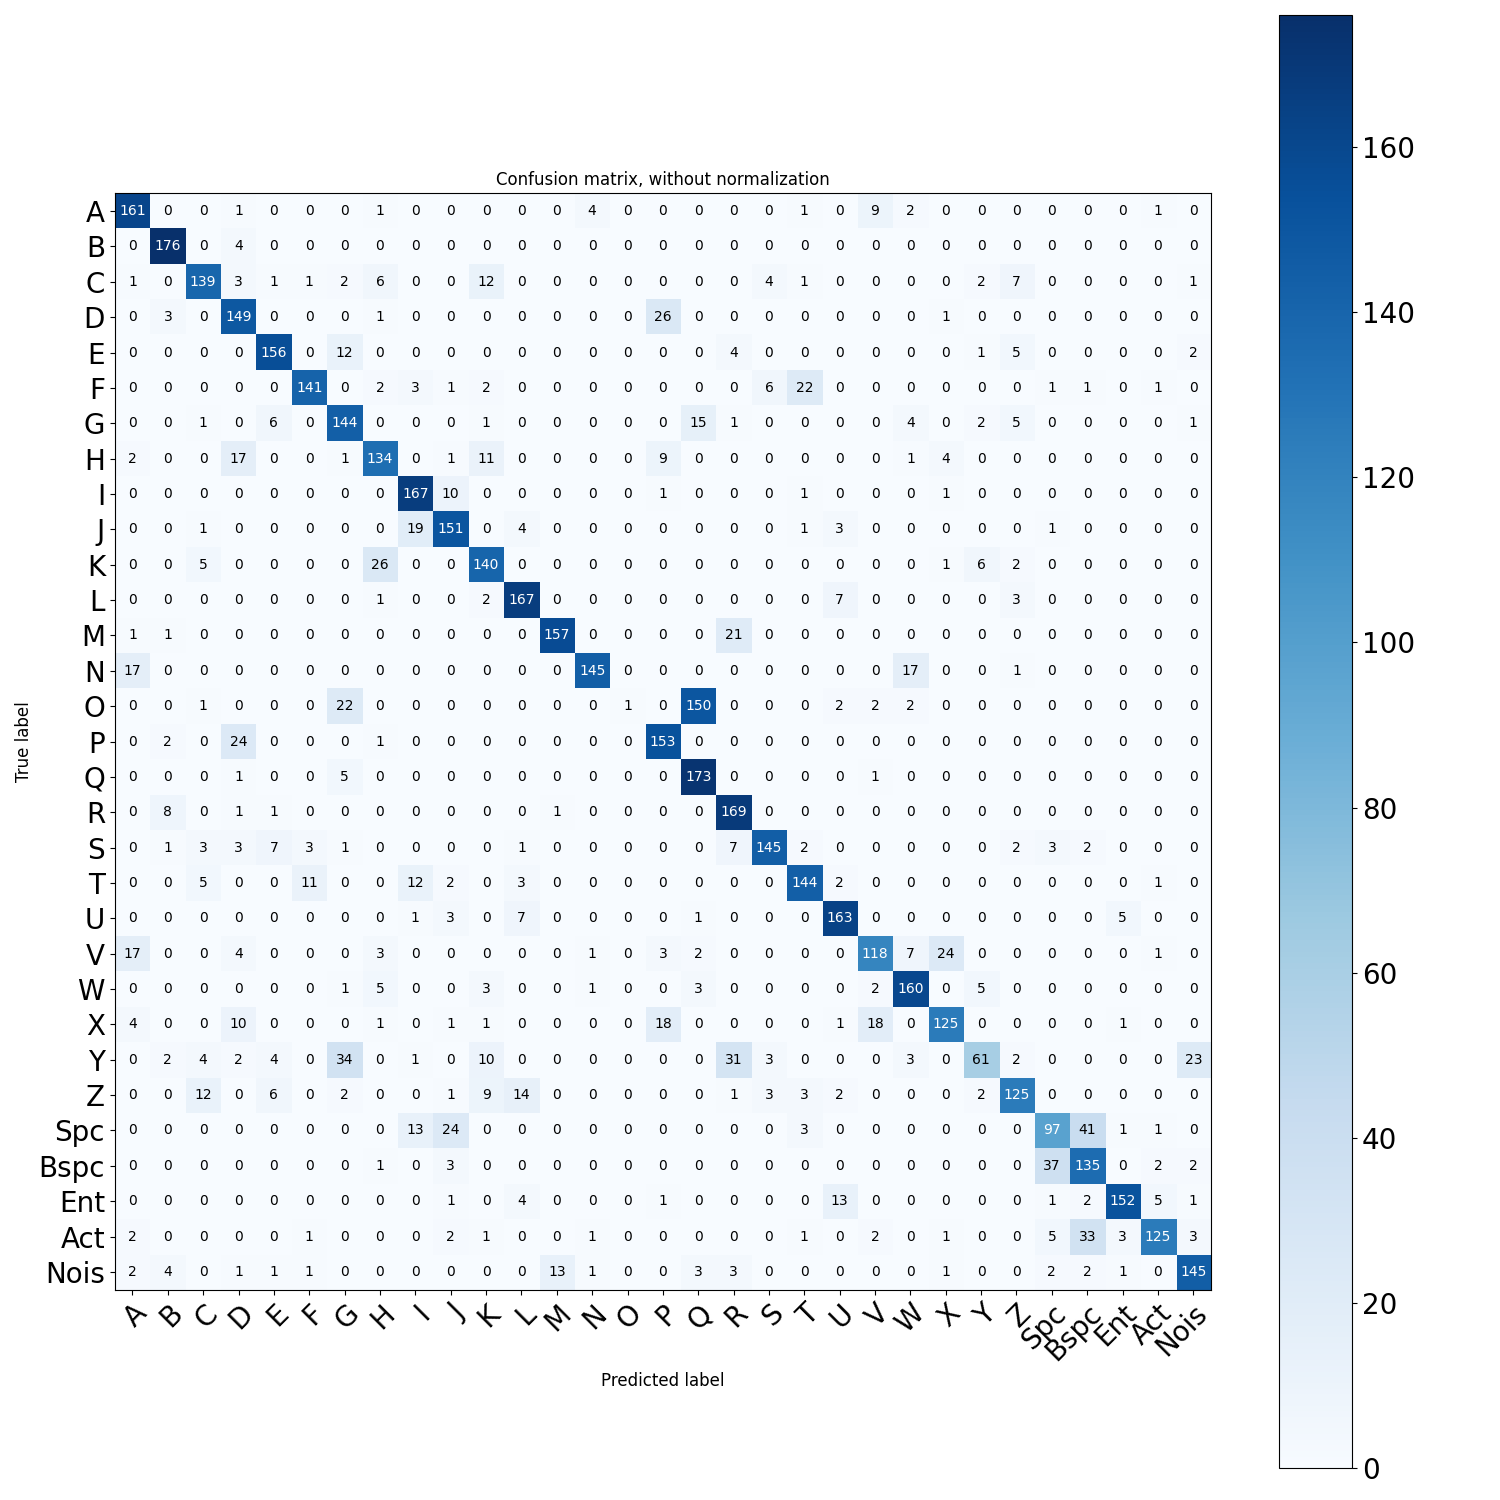 Confusion matrix, without normalization
A 161 0 0 1 0 0 0 1 0 0 0 0 0 4 0 0 0 0 0 1 0 9 2 0 0 0 0 0 0 1 0
B 0 176 0 4 0 0 0 0 0 0 0 0 0 0 0 0 0 0 0 0 0 0 0 0 0 0 0 0 0 0 0
C 1 0 139 3 1 1 2 6 0 0 12 0 0 0 0 0 0 0 4 1 0 0 0 0 2 7 0 0 0 0 1
D 0 3 0 149 0 0 0 1 0 0 0 0 0 0 0 26 0 0 0 0 0 0 0 1 0 0 0 0 0 0 0
E 0 0 0 0 156 0 12 0 0 0 0 0 0 0 0 0 0 4 0 0 0 0 0 0 1 5 0 0 0 0 2
F 0 0 0 0 0 141 0 2 3 1 2 0 0 0 0 0 0 0 6 22 0 0 0 0 0 0 1 1 0 1 0
G 0 0 1 0 6 0 144 0 0 0 1 0 0 0 0 0 15 1 0 0 0 0 4 0 2 5 0 0 0 0 1
H 2 0 0 17 0 0 1 134 0 1 11 0 0 0 0 9 0 0 0 0 0 0 1 4 0 0 0 0 0 0 0
I 0 0 0 0 0 0 0 0 167 10 0 0 0 0 0 1 0 0 0 1 0 0 0 1 0 0 0 0 0 0 0
J 0 0 1 0 0 0 0 0 19 151 0 4 0 0 0 0 0 0 0 1 3 0 0 0 0 0 1 0 0 0 0
K 0 0 5 0 0 0 0 26 0 0 140 0 0 0 0 0 0 0 0 0 0 0 0 1 6 2 0 0 0 0 0
L 0 0 0 0 0 0 0 1 0 0 2 167 0 0 0 0 0 0 0 0 7 0 0 0 0 3 0 0 0 0 0
M 1 1 0 0 0 0 0 0 0 0 0 0 157 0 0 0 0 21 0 0 0 0 0 0 0 0 0 0 0 0 0
N 17 0 0 0 0 0 0 0 0 0 0 0 0 145 0 0 0 0 0 0 0 0 17 0 0 1 0 0 0 0 0
O 0 0 1 0 0 0 22 0 0 0 0 0 0 0 1 0 150 0 0 0 2 2 2 0 0 0 0 0 0 0 0
P 0 2 0 24 0 0 0 1 0 0 0 0 0 0 0 153 0 0 0 0 0 0 0 0 0 0 0 0 0 0 0
Q 0 0 0 1 0 0 5 0 0 0 0 0 0 0 0 0 173 0 0 0 0 1 0 0 0 0 0 0 0 0 0
R 0 8 0 1 1 0 0 0 0 0 0 0 1 0 0 0 0 169 0 0 0 0 0 0 0 0 0 0 0 0 0
S 0 1 3 3 7 3 1 0 0 0 0 1 0 0 0 0 0 7 145 2 0 0 0 0 0 2 3 2 0 0 0
T 0 0 5 0 0 11 0 0 12 2 0 3 0 0 0 0 0 0 0 144 2 0 0 0 0 0 0 0 0 1 0
U 0 0 0 0 0 0 0 0 1 3 0 7 0 0 0 0 1 0 0 0 163 0 0 0 0 0 0 0 5 0 0
V 17 0 0 4 0 0 0 3 0 0 0 0 0 1 0 3 2 0 0 0 0 118 7 24 0 0 0 0 0 1 0
W 0 0 0 0 0 0 1 5 0 0 3 0 0 1 0 0 3 0 0 0 0 2 160 0 5 0 0 0 0 0 0
X 4 0 0 10 0 0 0 1 0 1 1 0 0 0 0 18 0 0 0 0 1 18 0 125 0 0 0 0 1 0 0
Y 0 2 4 2 4 0 34 0 1 0 10 0 0 0 0 0 0 31 3 0 0 0 3 0 61 2 0 0 0 0 23
Z 0 0 12 0 6 0 2 0 0 1 9 14 0 0 0 0 0 1 3 3 2 0 0 0 2 125 0 0 0 0 0
Spc 0 0 0 0 0 0 0 0 13 24 0 0 0 0 0 0 0 0 0 3 0 0 0 0 0 0 97 41 1 1 0
Bspc 0 0 0 0 0 0 0 1 0 3 0 0 0 0 0 0 0 0 0 0 0 0 0 0 0 0 37 135 0 2 2
Ent 0 0 0 0 0 0 0 0 0 1 0 4 0 0 0 1 0 0 0 0 13 0 0 0 0 0 1 2 152 5 1
Act 2 0 0 0 0 1 0 0 0 2 1 0 0 1 0 0 0 0 0 1 0 2 0 1 0 0 5 33 3 125 3
Nois 2 4 0 1 1 1 0 0 0 0 0 0 13 1 0 0 3 3 0 0 0 0 0 1 0 0 2 2 1 0 145
A B C D E F G H I J K L M N O P Q R S T U V W X Y Z Spc Bspc Ent Act Nois
Predicted label
True label
160
140
120
100
80
60
40
20
0